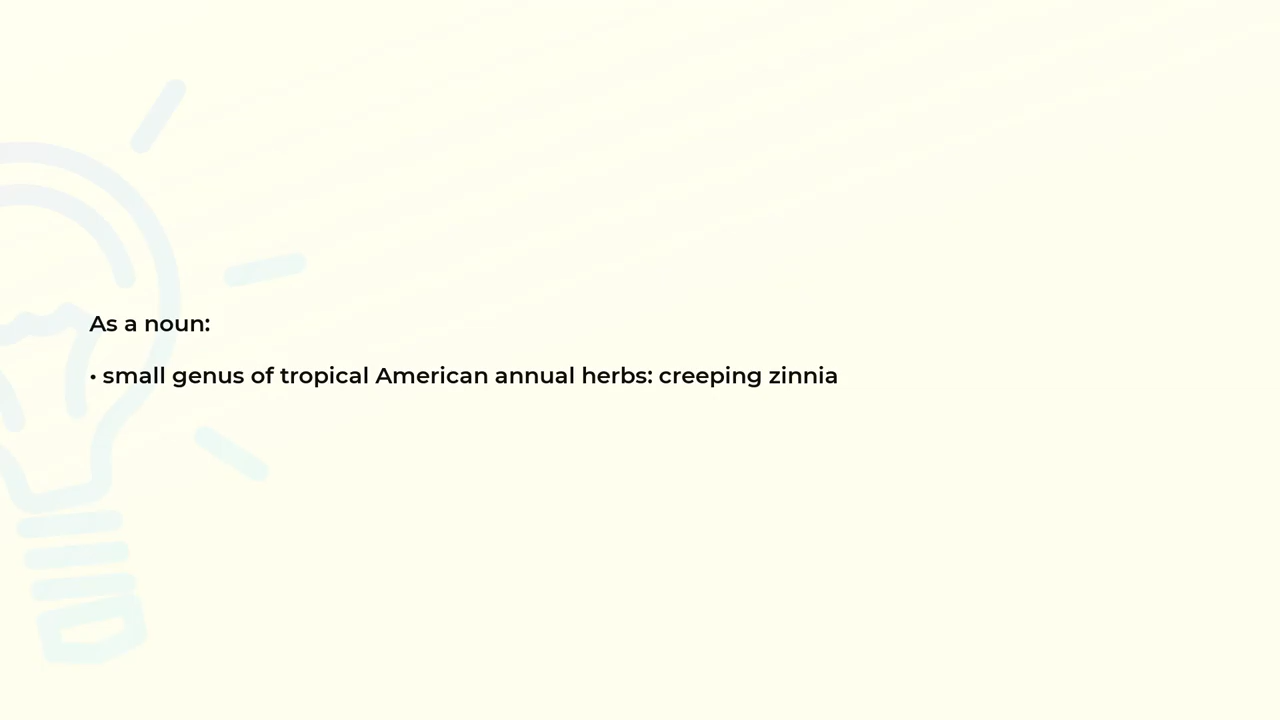 As a noun:
• small genus of tropical American annual herbs: creeping zinnia